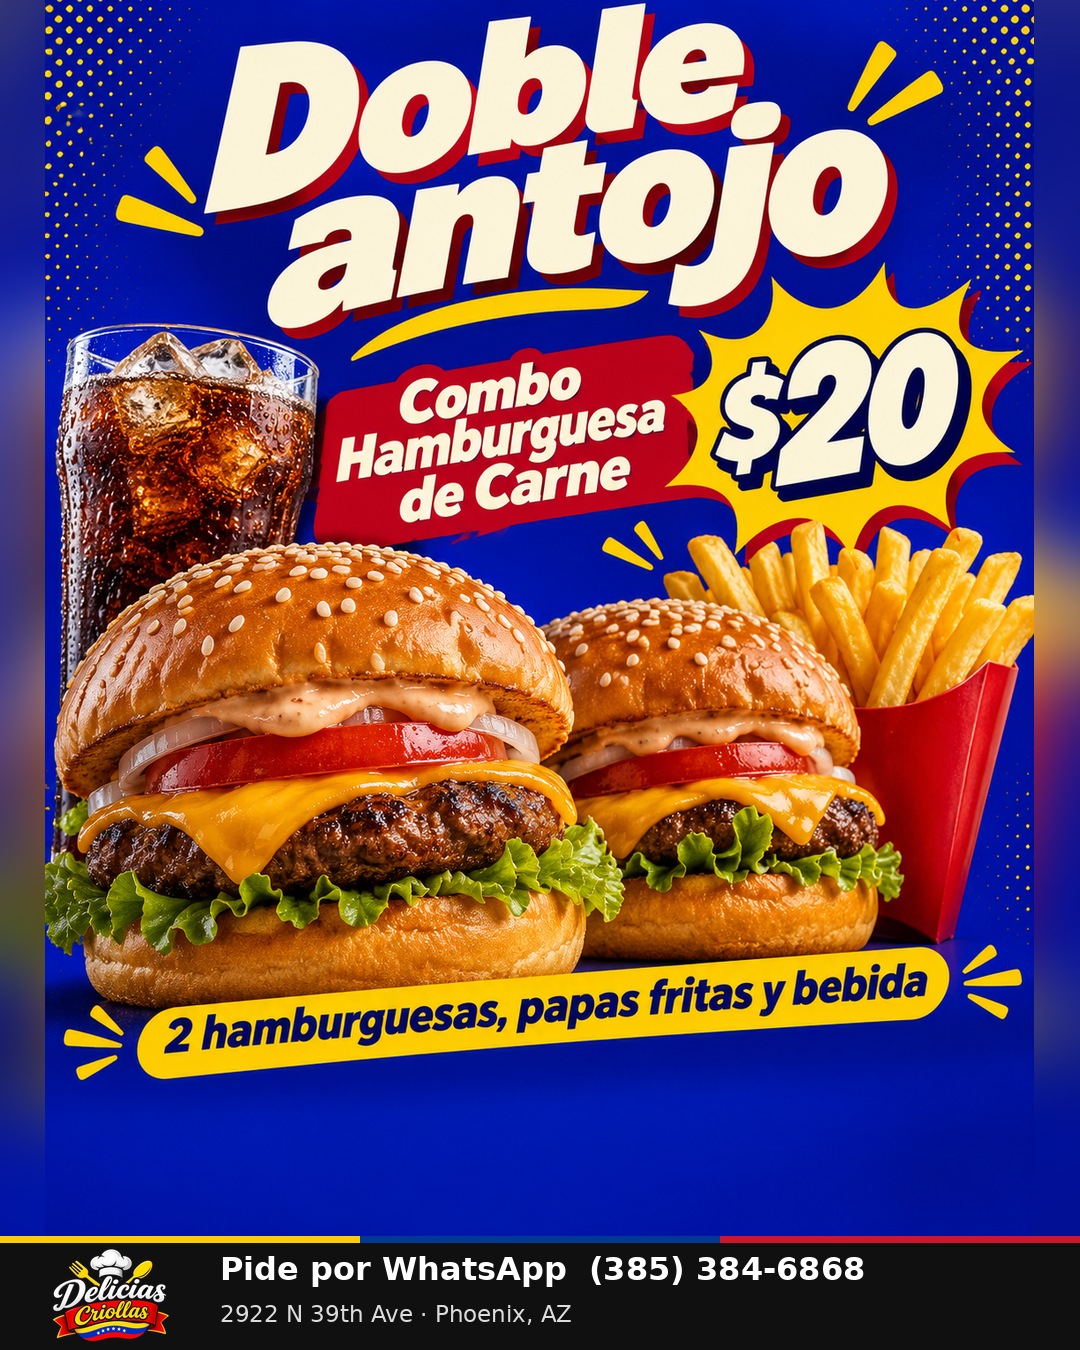 Doble
antojo
Combo
Hamburguesa
de Carne
$20
2 hamburguesas, papas fritas y bebida
Delicias
Criollas
Pide por WhatsApp (385) 384-6868
2922 N 39th Ave · Phoenix, AZ